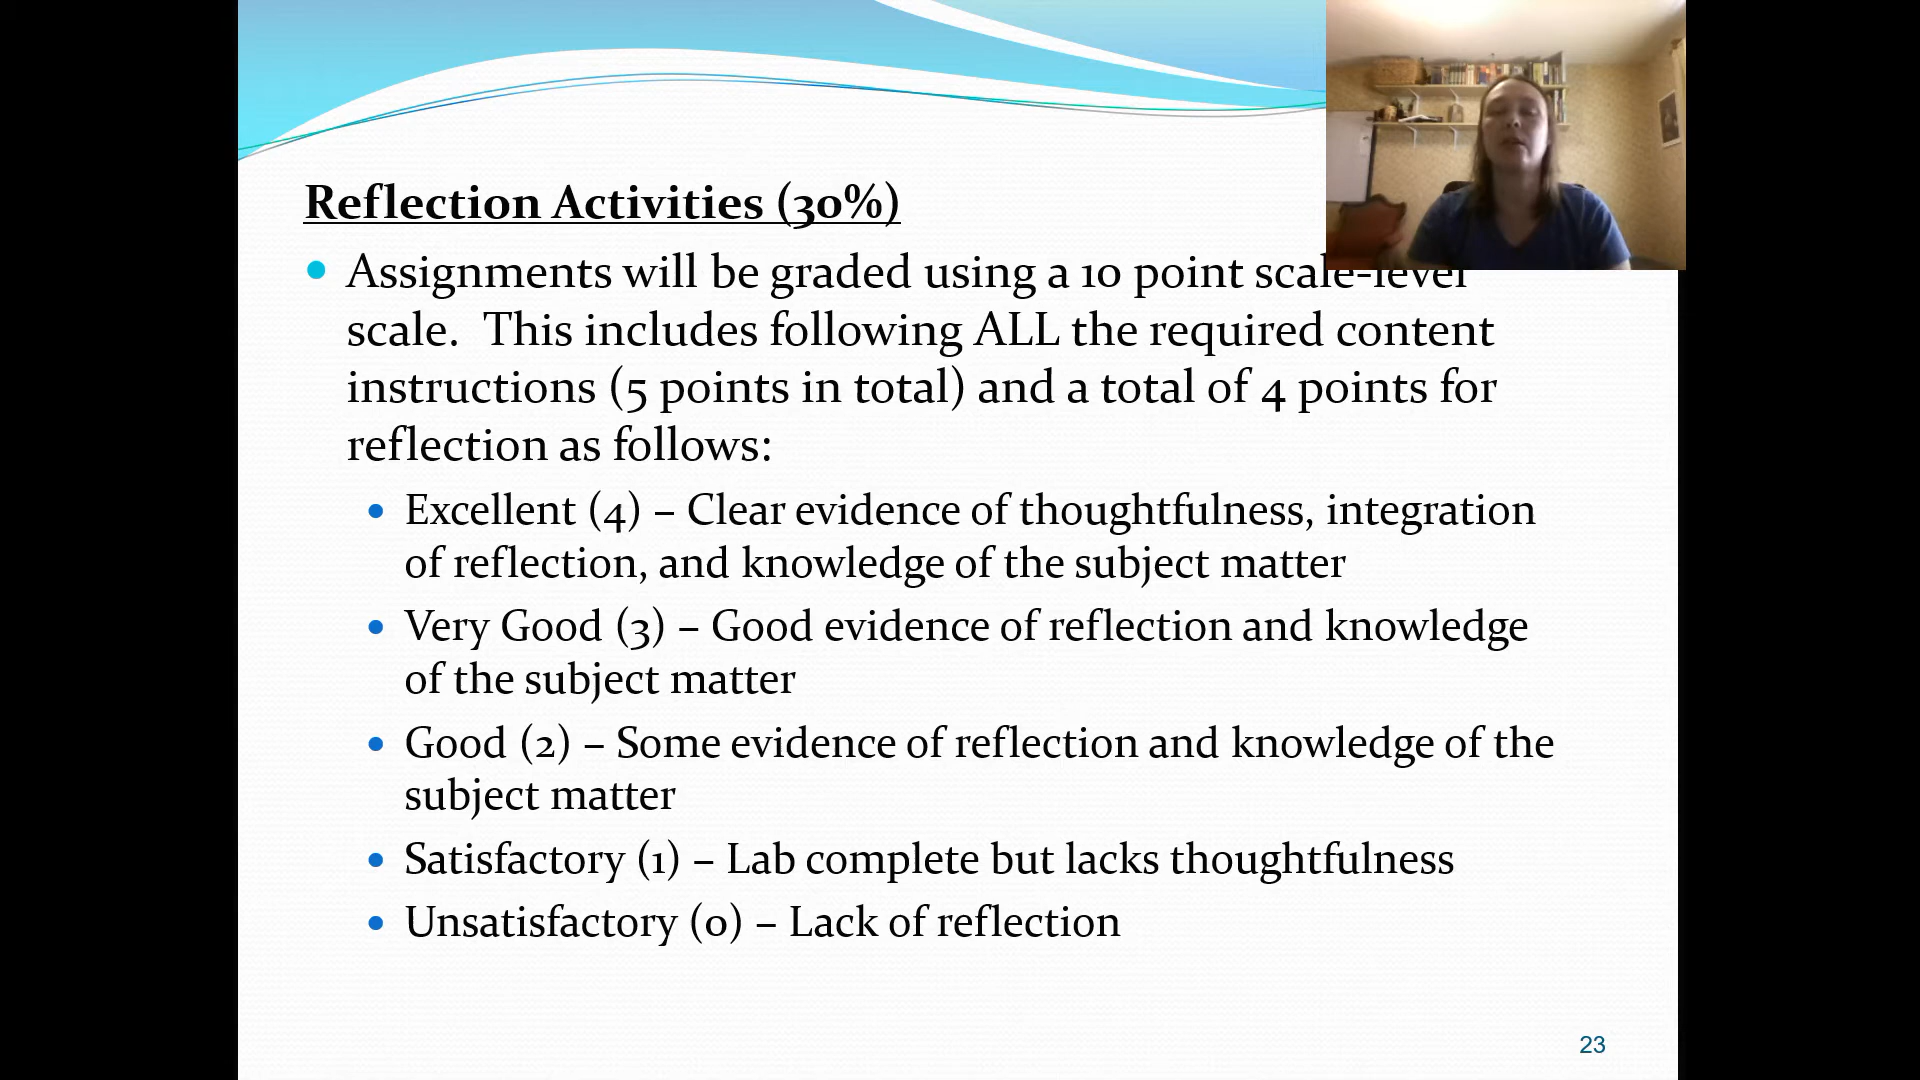 Reflection Activities (30%)
Assignments will be graded using a 10 point scale-level
scale.  This includes following ALL the required content
instructions (5 points in total) and a total of 4 points for
reflection as follows:
Excellent (4) – Clear evidence of thoughtfulness, integration
of reflection, and knowledge of the subject matter
Very Good (3) – Good evidence of reflection and knowledge
of the subject matter
Good (2) – Some evidence of reflection and knowledge of the
subject matter
Satisfactory (1) – Lab complete but lacks thoughtfulness
Unsatisfactory (0) – Lack of reflection
23